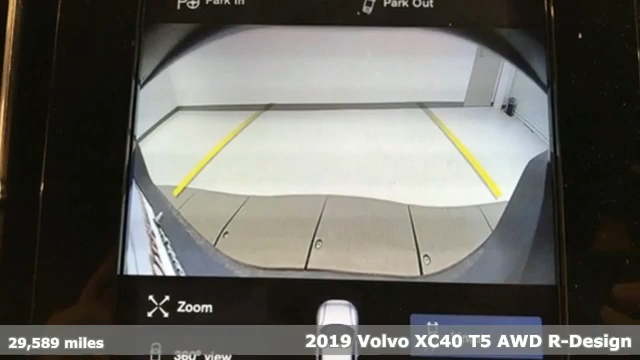 Park In
Park Out
Zoom
360° view
29,589 miles
2019 Volvo XC40 T5 AWD R-Design